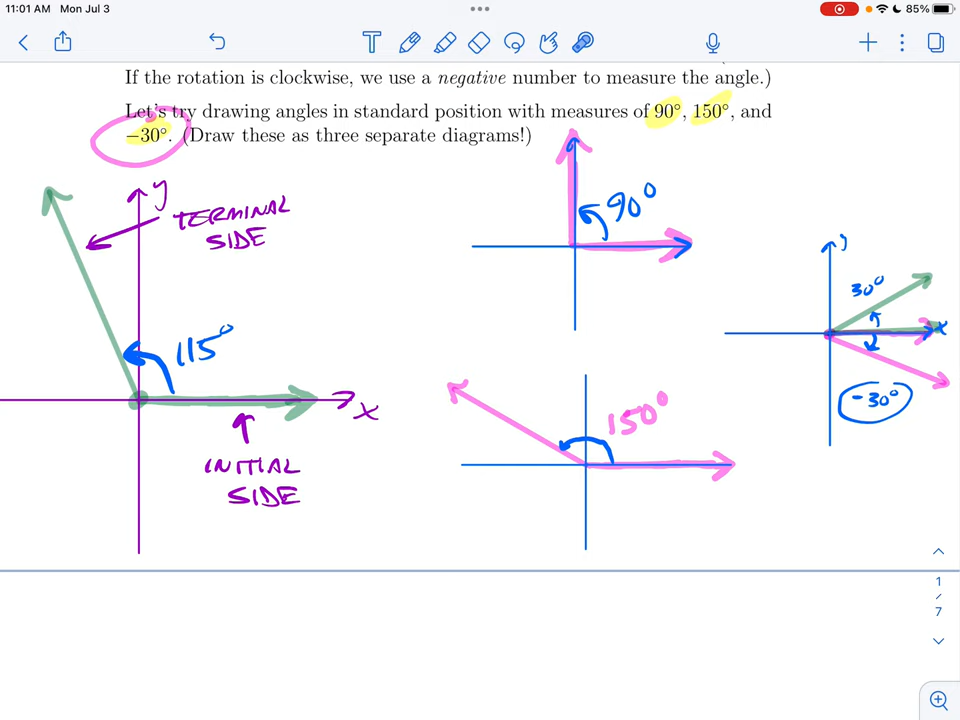 11:01 AM Mon Jul 3
85%
If the rotation is clockwise, we use a negative number to measure the angle.)
Let's try drawing angles in standard position with measures of 90°, 150°, and
−30°. (Draw these as three separate diagrams!)
y
TERMINAL
SIDE
115°
x
INITIAL
SIDE
90°
150°
y
30°
x
-30°
1
/
7